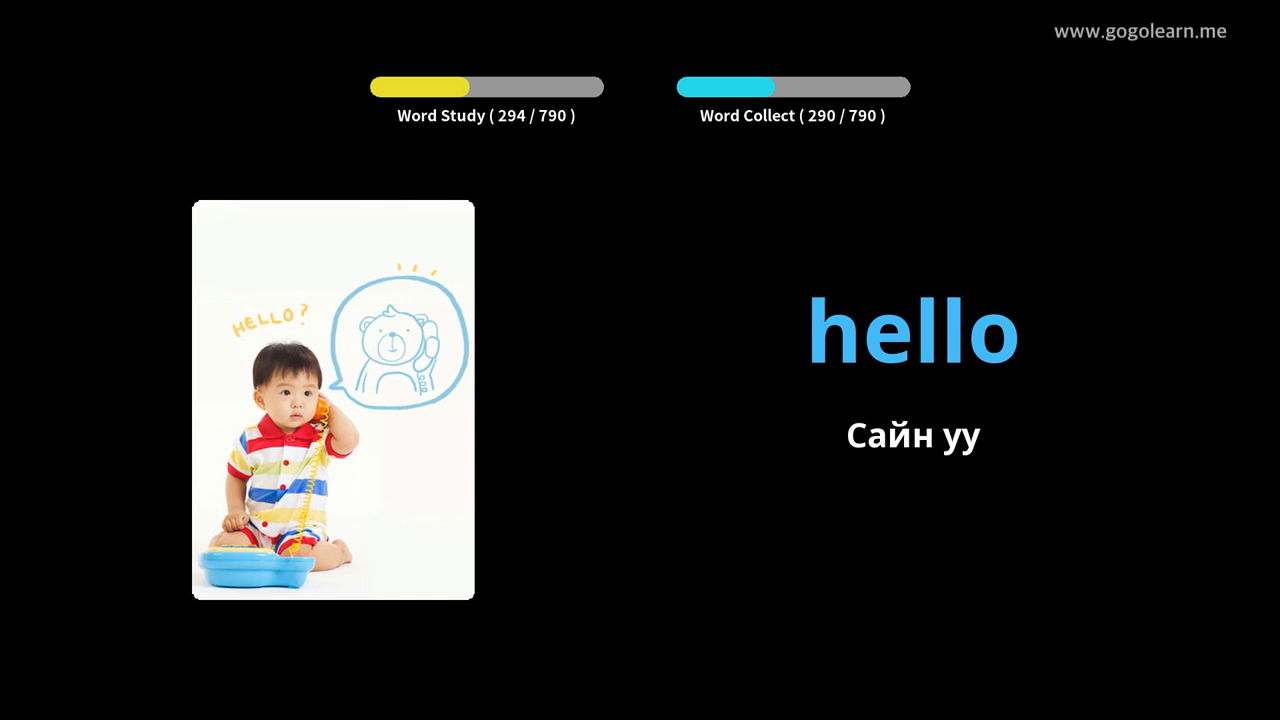 www.gogolearn.me
Word Study ( 294 / 790 )
Word Collect ( 290 / 790 )
HELLO?
hello
Сайн уу